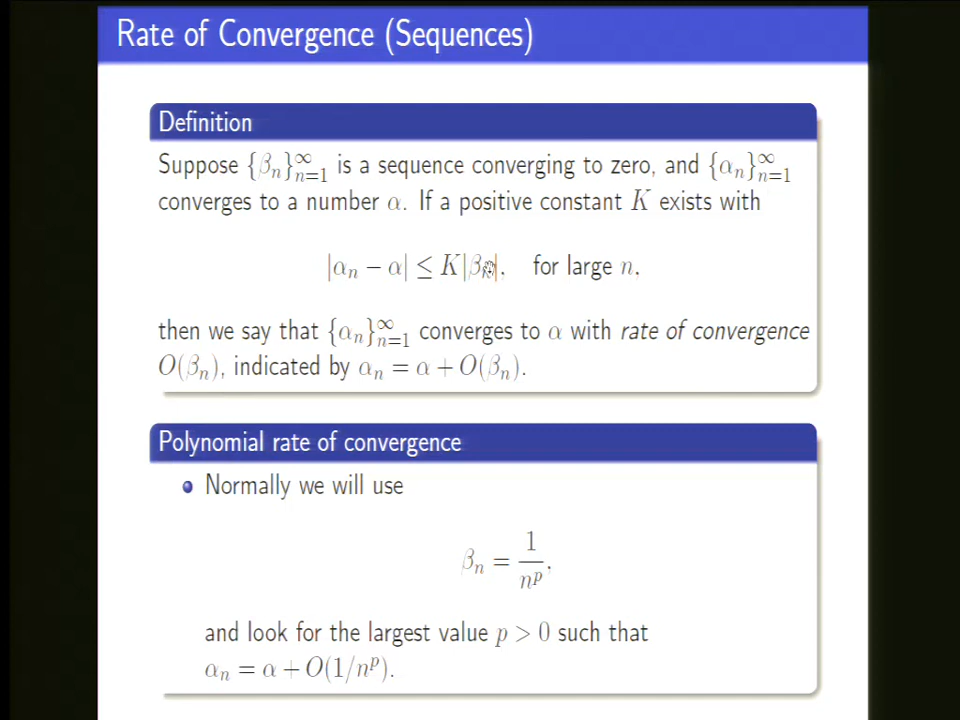 Rate of Convergence (Sequences)
Definition
Suppose {βₙ}∞ₙ₌₁ is a sequence converging to zero, and {αₙ}∞ₙ₌₁
converges to a number α. If a positive constant K exists with
|αₙ − α| ≤ K|βₙ|, for large n,
then we say that {αₙ}∞ₙ₌₁ converges to α with rate of convergence
O(βₙ), indicated by αₙ = α + O(βₙ).
Polynomial rate of convergence
Normally we will use
βₙ = 1/nᵖ,
and look for the largest value p > 0 such that
αₙ = α + O(1/nᵖ).